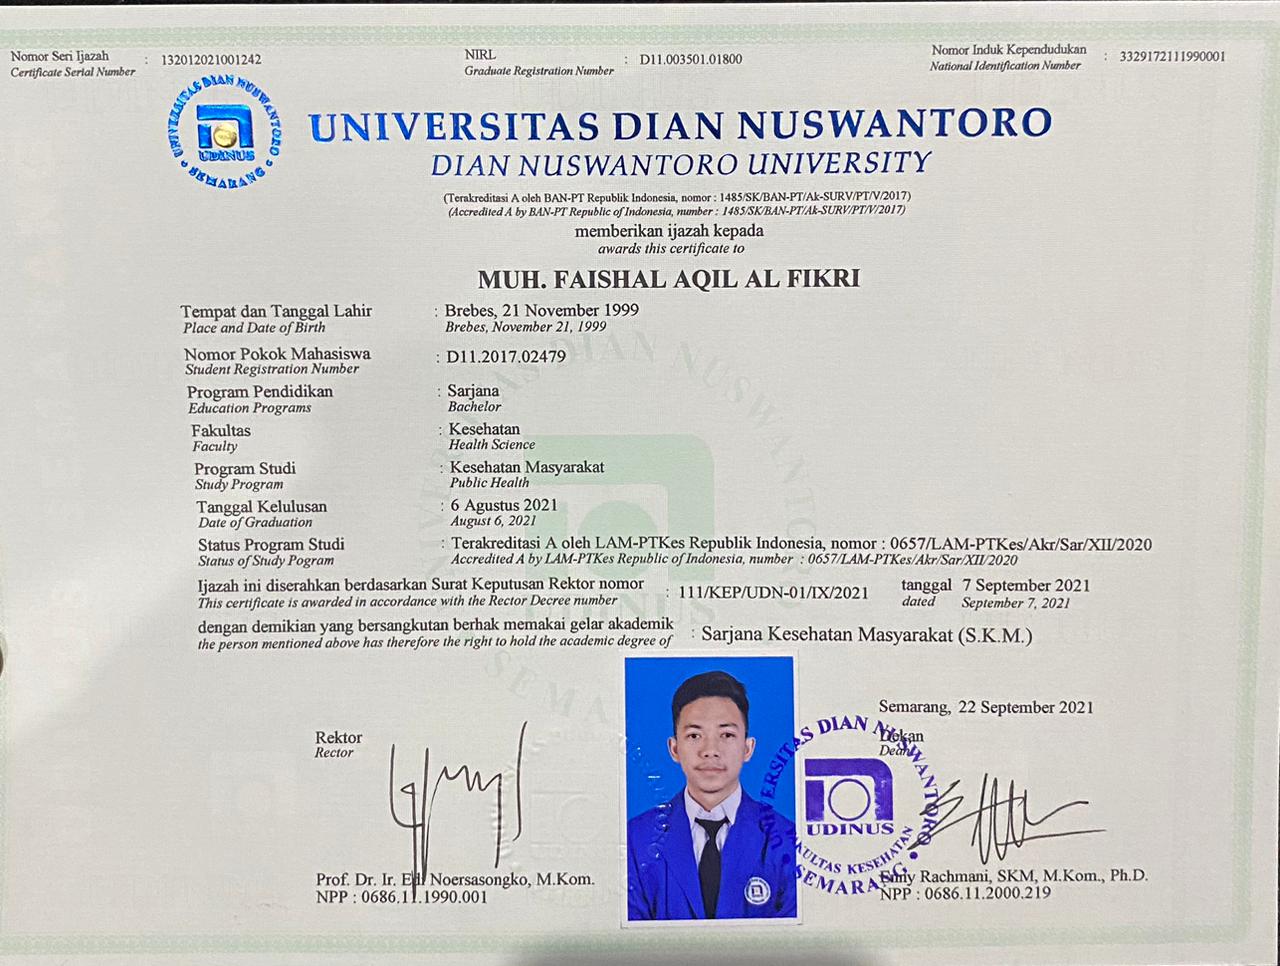 Nomor Seri Ijazah : 132012021001242
Certificate Serial Number
NIRL : D11.003501.01800
Graduate Registration Number
Nomor Induk Kependudukan : 3329172111990001
National Identification Number
UNIVERSITAS DIAN NUSWANTORO
UDINUS
SEMARANG
UNIVERSITAS DIAN NUSWANTORO
DIAN NUSWANTORO UNIVERSITY
(Terakreditasi A oleh BAN-PT Republik Indonesia, nomor : 1485/SK/BAN-PT/Ak-SURV/PT/V/2017)
(Accredited A by BAN-PT Republic of Indonesia, number : 1485/SK/BAN-PT/Ak-SURV/PT/V/2017)
memberikan ijazah kepada
awards this certificate to
MUH. FAISHAL AQIL AL FIKRI
Tempat dan Tanggal Lahir : Brebes, 21 November 1999
Place and Date of Birth Brebes, November 21, 1999
Nomor Pokok Mahasiswa : D11.2017.02479
Student Registration Number
Program Pendidikan : Sarjana
Education Programs Bachelor
Fakultas : Kesehatan
Faculty Health Science
Program Studi : Kesehatan Masyarakat
Study Program Public Health
Tanggal Kelulusan : 6 Agustus 2021
Date of Graduation August 6, 2021
Status Program Studi : Terakreditasi A oleh LAM-PTKes Republik Indonesia, nomor : 0657/LAM-PTKes/Akr/Sar/XII/2020
Status of Study Pogram Accredited A by LAM-PTKes Republic of Indonesia, number : 0657/LAM-PTKes/Akr/Sar/XII/2020
Ijazah ini diserahkan berdasarkan Surat Keputusan Rektor nomor : 111/KEP/UDN-01/IX/2021 tanggal 7 September 2021
This certificate is awarded in accordance with the Rector Decree number dated September 7, 2021
dengan demikian yang bersangkutan berhak memakai gelar akademik : Sarjana Kesehatan Masyarakat (S.K.M.)
the person mentioned above has therefore the right to hold the academic degree of
Semarang, 22 September 2021
Rektor
Rector
Dekan
Dean
UNIVERSITAS DIAN NUSWANTORO
UDINUS
FAKULTAS KESEHATAN
SEMARANG
Prof. Dr. Ir. Edi Noersasongko, M.Kom.
NPP : 0686.11.1990.001
Enny Rachmani, SKM, M.Kom., Ph.D.
NPP : 0686.11.2000.219